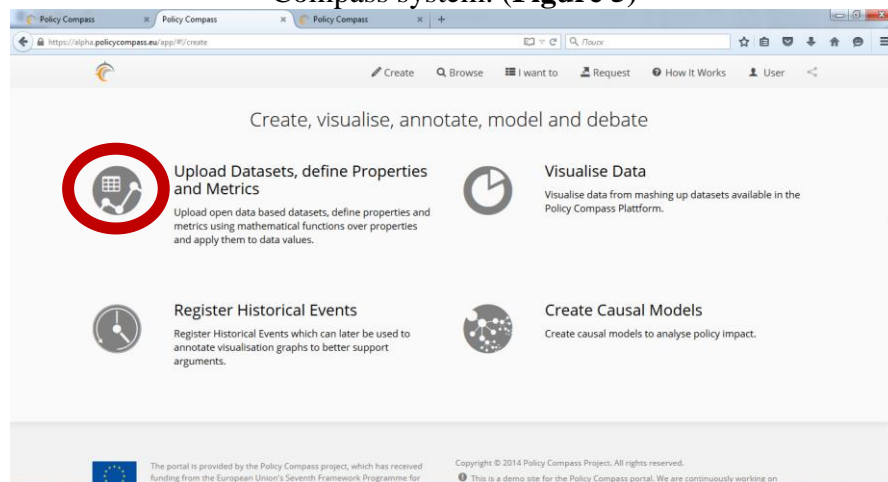 Compass system. (Figure 3)
Policy Compass × Policy Compass × Policy Compass × +
https://alpha.policycompass.eu/app/#!/create Поиск
Create Browse I want to Request How It Works User
Create, visualise, annotate, model and debate
Upload Datasets, define Properties
and Metrics
Upload open data based datasets, define properties and
metrics using mathematical functions over properties
and apply them to data values.
Visualise Data
Visualise data from mashing up datasets available in the
Policy Compass Plattform.
Register Historical Events
Register Historical Events which can later be used to
annotate visualisation graphs to better support
arguments.
Create Causal Models
Create causal models to analyse policy impact.
The portal is provided by the Policy Compass project, which has received
funding from the European Union's Seventh Framework Programme for
Copyright © 2014 Policy Compass Project. All rights reserved.
This is a demo site for the Policy Compass portal. We are continuously working on